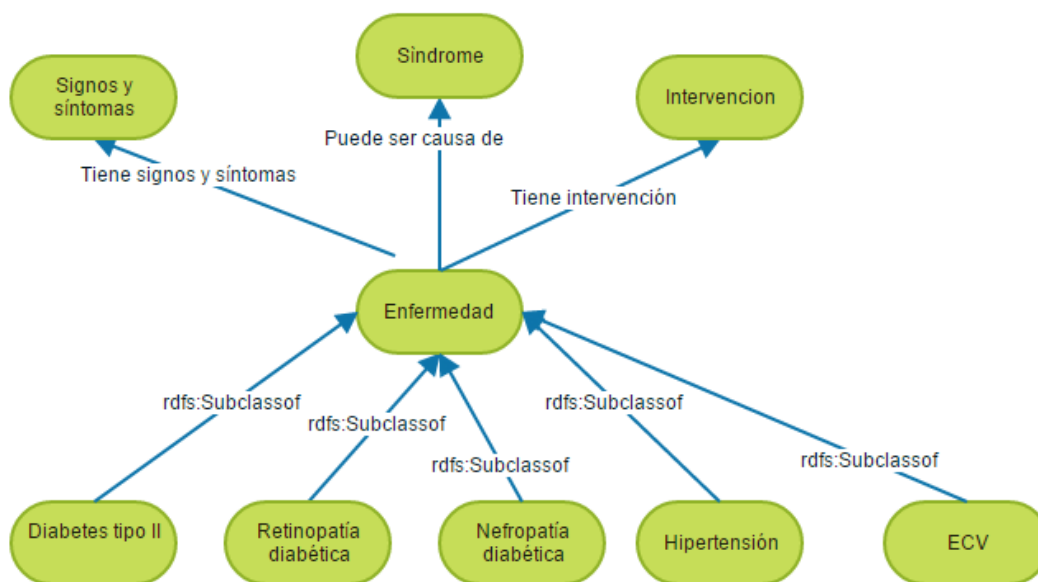 Síndrome
Signos y
síntomas
Intervencion
Puede ser causa de
Tiene signos y síntomas
Tiene intervención
Enfermedad
rdfs:Subclassof
rdfs:Subclassof
rdfs:Subclassof
rdfs:Subclassof
rdfs:Subclassof
Diabetes tipo II
Retinopatía
diabética
Nefropatía
diabética
Hipertensión
ECV